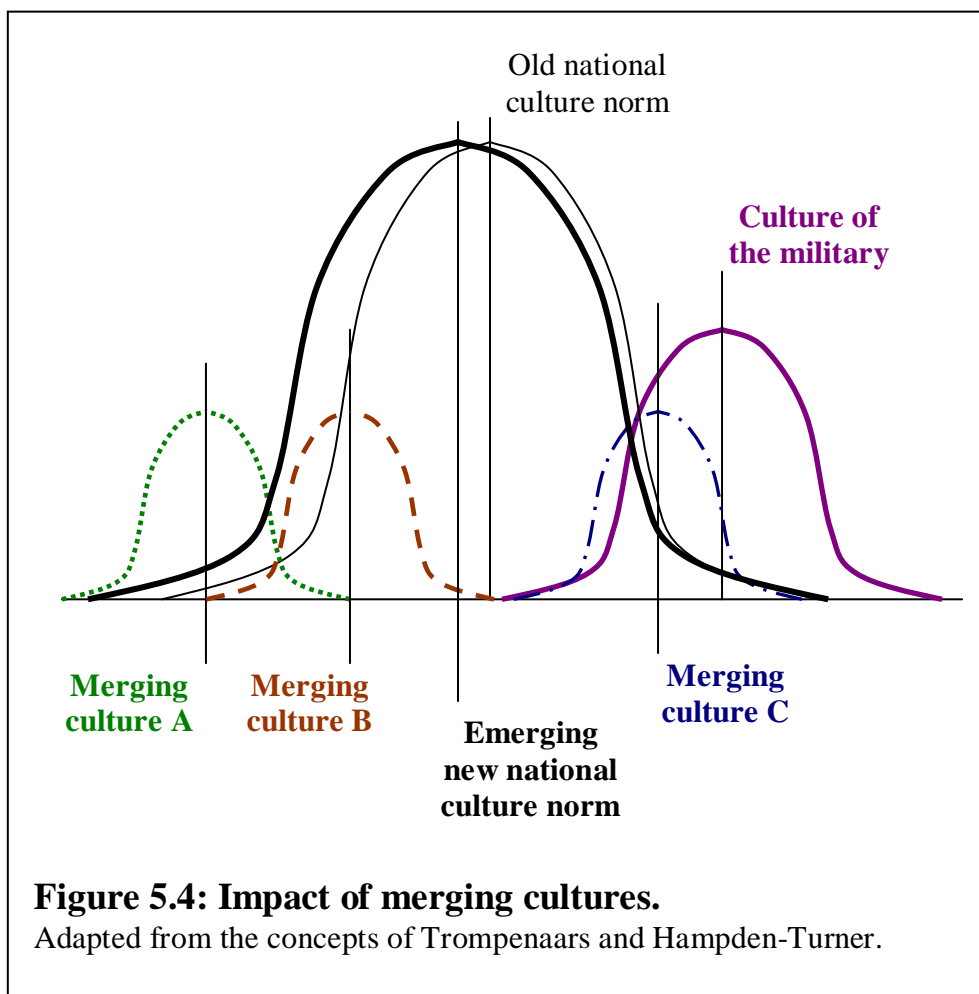 Old national
culture norm
Culture of
the military
Merging
culture A
Merging
culture B
Merging
culture C
Emerging
new national
culture norm
Figure 5.4: Impact of merging cultures.
Adapted from the concepts of Trompenaars and Hampden-Turner.